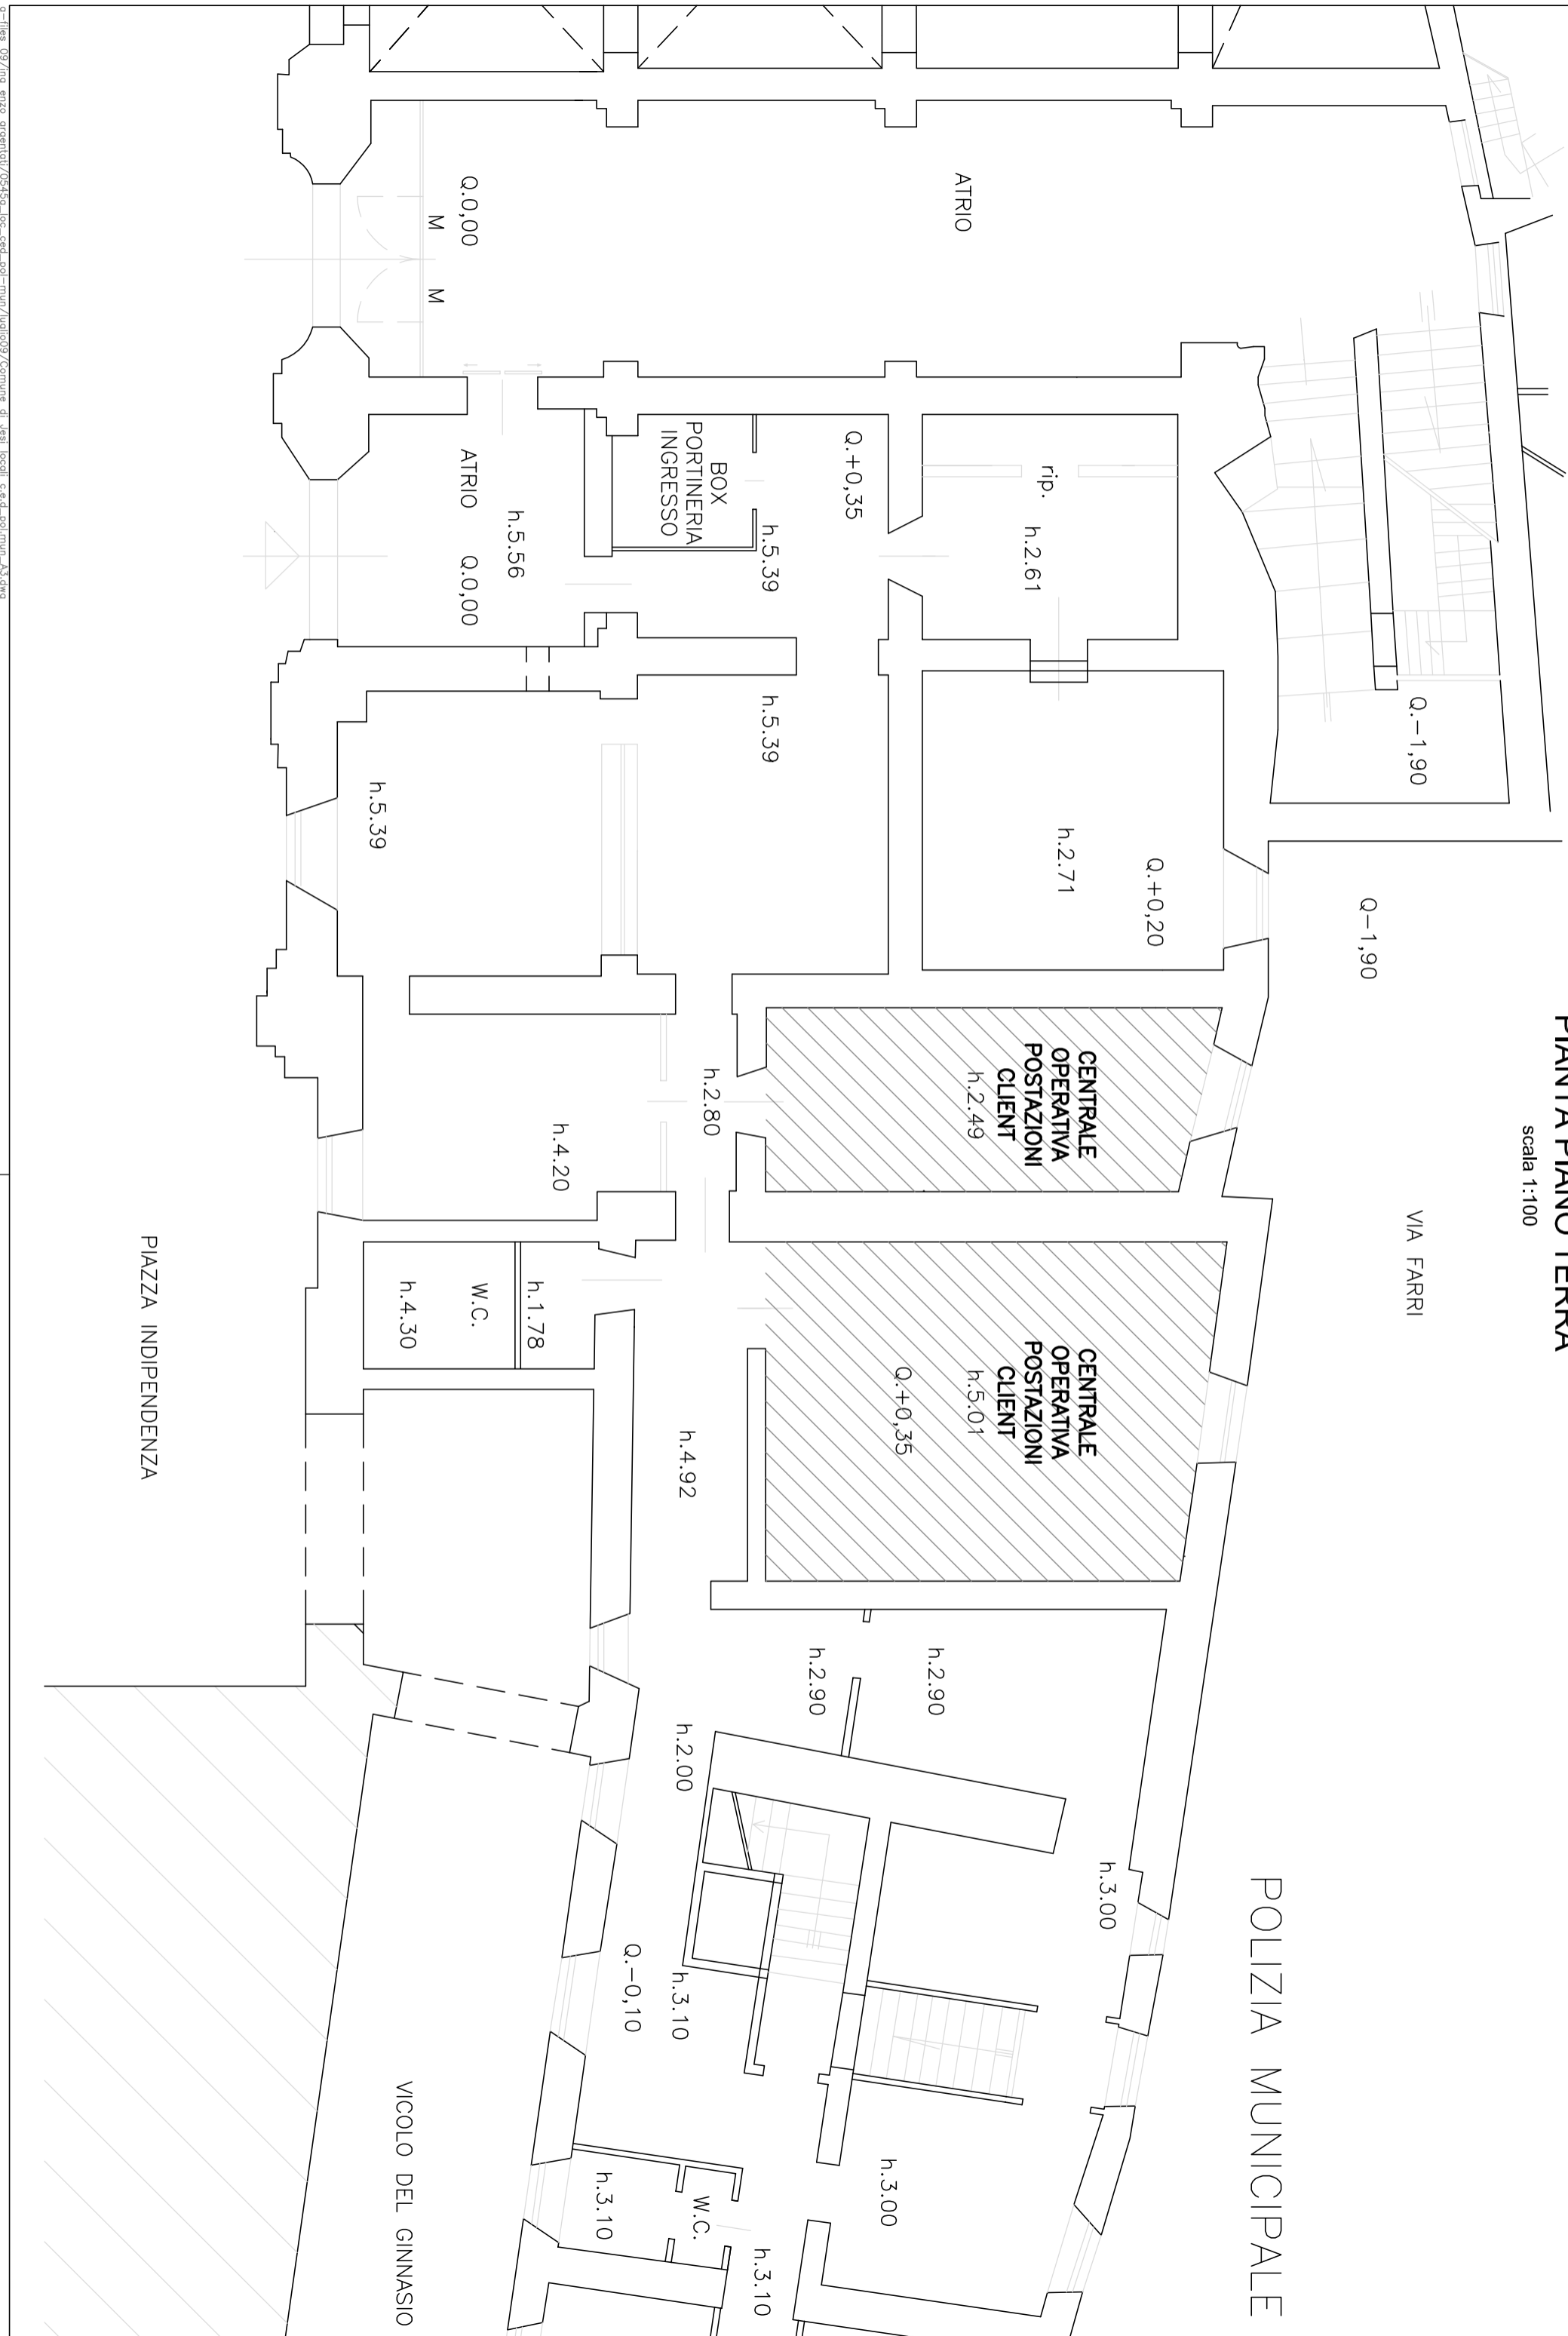 PIANTA PIANO TERRA
scala 1:100
POLIZIA MUNICIPALE
VIA FARRI
Q-1,90
Q.-1,90
ATRIO
rip.
h.2.61
h.2.71
Q.+0,20
CENTRALE
OPERATIVA
POSTAZIONI
CLIENT
h.2.49
CENTRALE
OPERATIVA
POSTAZIONI
CLIENT
h.5.01
Q.+0,35
h.3.00
h.2.90
h.2.90
h.3.00
Q.+0,35
h.5.39
h.5.39
BOX
PORTINERIA
INGRESSO
h.2.80
h.4.92
h.2.00
h.3.10
Q.-0,10
W.C.
h.3.10
h.3.10
h.5.56
h.4.20
h.1.78
W.C.
h.4.30
Q.0,00
M
M
ATRIO
Q.0,00
h.5.39
VICOLO DEL GINNASIO
PIAZZA INDIPENDENZA